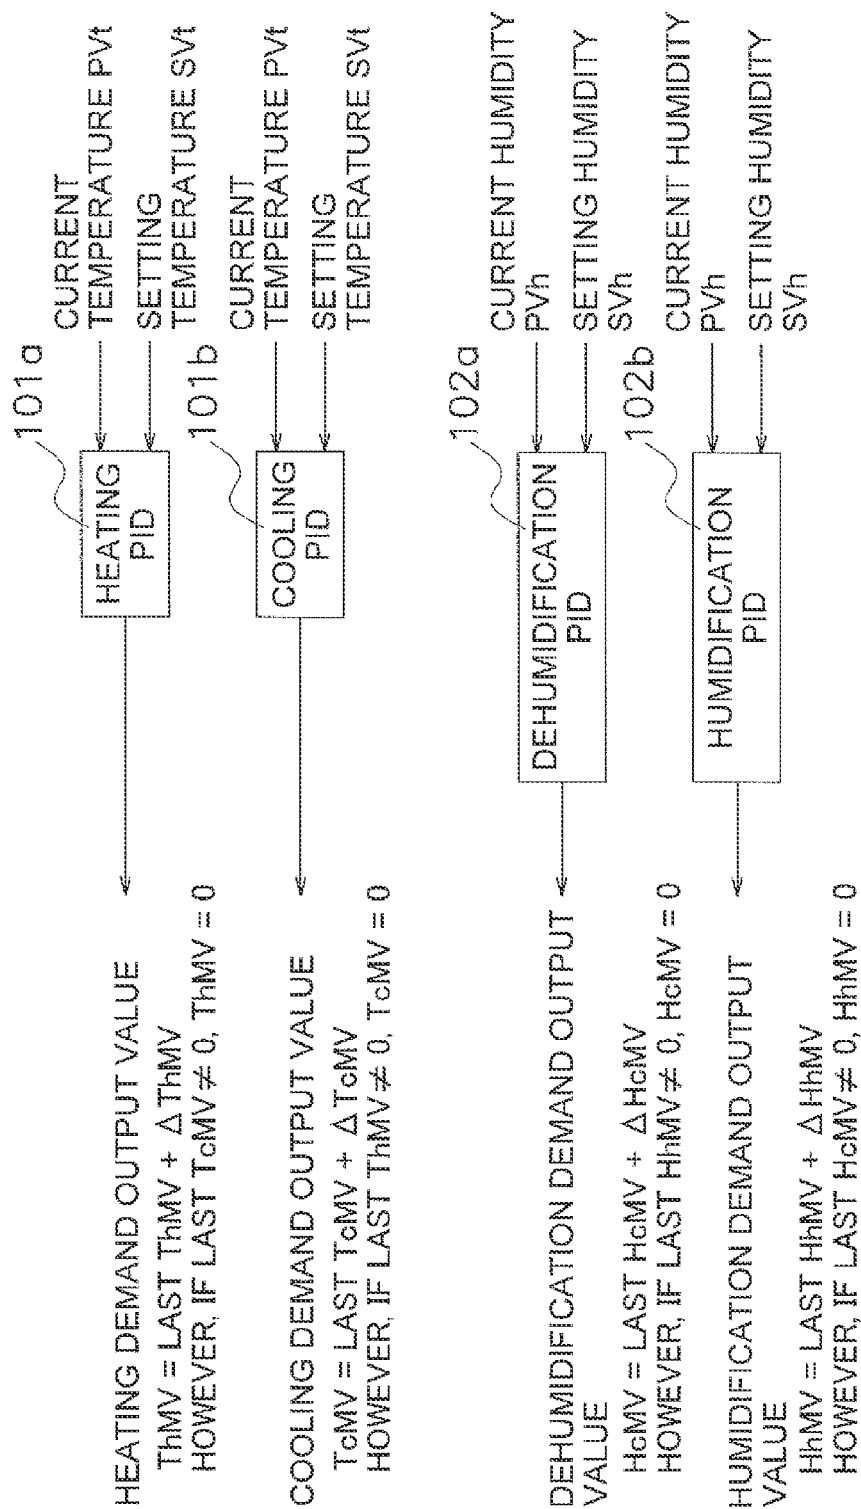 CURRENT
TEMPERATURE PVt
SETTING
TEMPERATURE SVt
101a
HEATING
PID
HEATING DEMAND OUTPUT VALUE
ThMV = LAST ThMV + Δ ThMV
HOWEVER, IF LAST TcMV ≠ 0, ThMV = 0
CURRENT
TEMPERATURE PVt
SETTING
TEMPERATURE SVt
101b
COOLING
PID
COOLING DEMAND OUTPUT VALUE
TcMV = LAST TcMV + Δ TcMV
HOWEVER, IF LAST ThMV ≠ 0, TcMV = 0
CURRENT HUMIDITY
PVh
SETTING HUMIDITY
SVh
102a
DEHUMIDIFICATION
PID
DEHUMIDIFICATION DEMAND OUTPUT
VALUE
HcMV = LAST HcMV + Δ HcMV
HOWEVER, IF LAST HhMV ≠ 0, HcMV = 0
CURRENT HUMIDITY
PVh
SETTING HUMIDITY
SVh
102b
HUMIDIFICATION
PID
HUMIDIFICATION DEMAND OUTPUT
VALUE
HhMV = LAST HhMV + Δ HhMV
HOWEVER, IF LAST HcMV ≠ 0, HhMV = 0